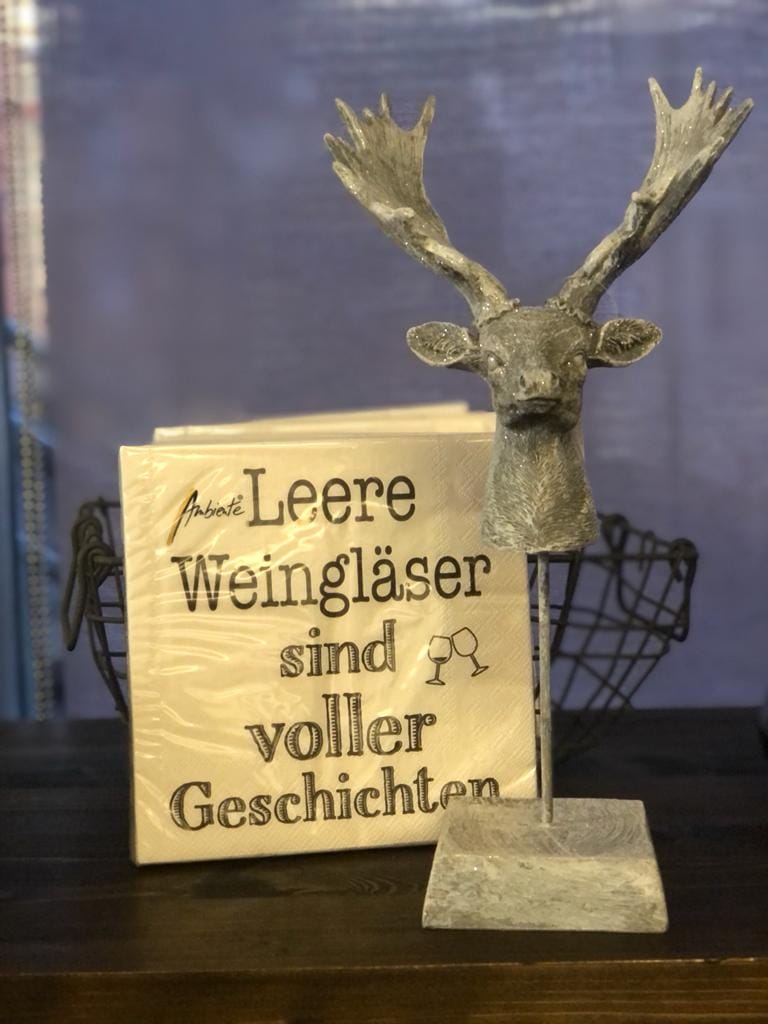 Ambiente® Leere
Weingläser
sind
voller
Geschichten